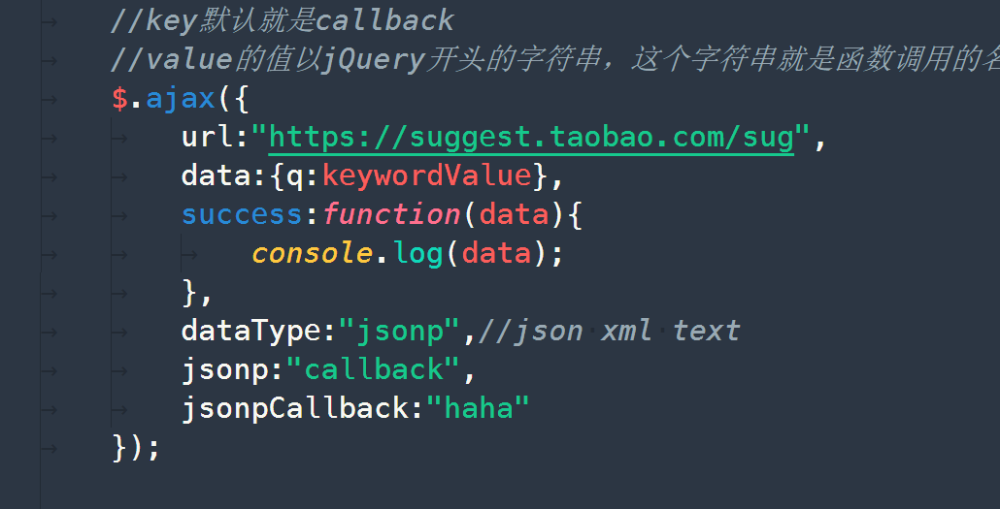 //key默认就是callback
//value的值以jQuery开头的字符串，这个字符串就是函数调用的名
$.ajax({
url:"https://suggest.taobao.com/sug",
data:{q:keywordValue},
success:function(data){
console.log(data);
},
dataType:"jsonp",//json xml text
jsonp:"callback",
jsonpCallback:"haha"
});